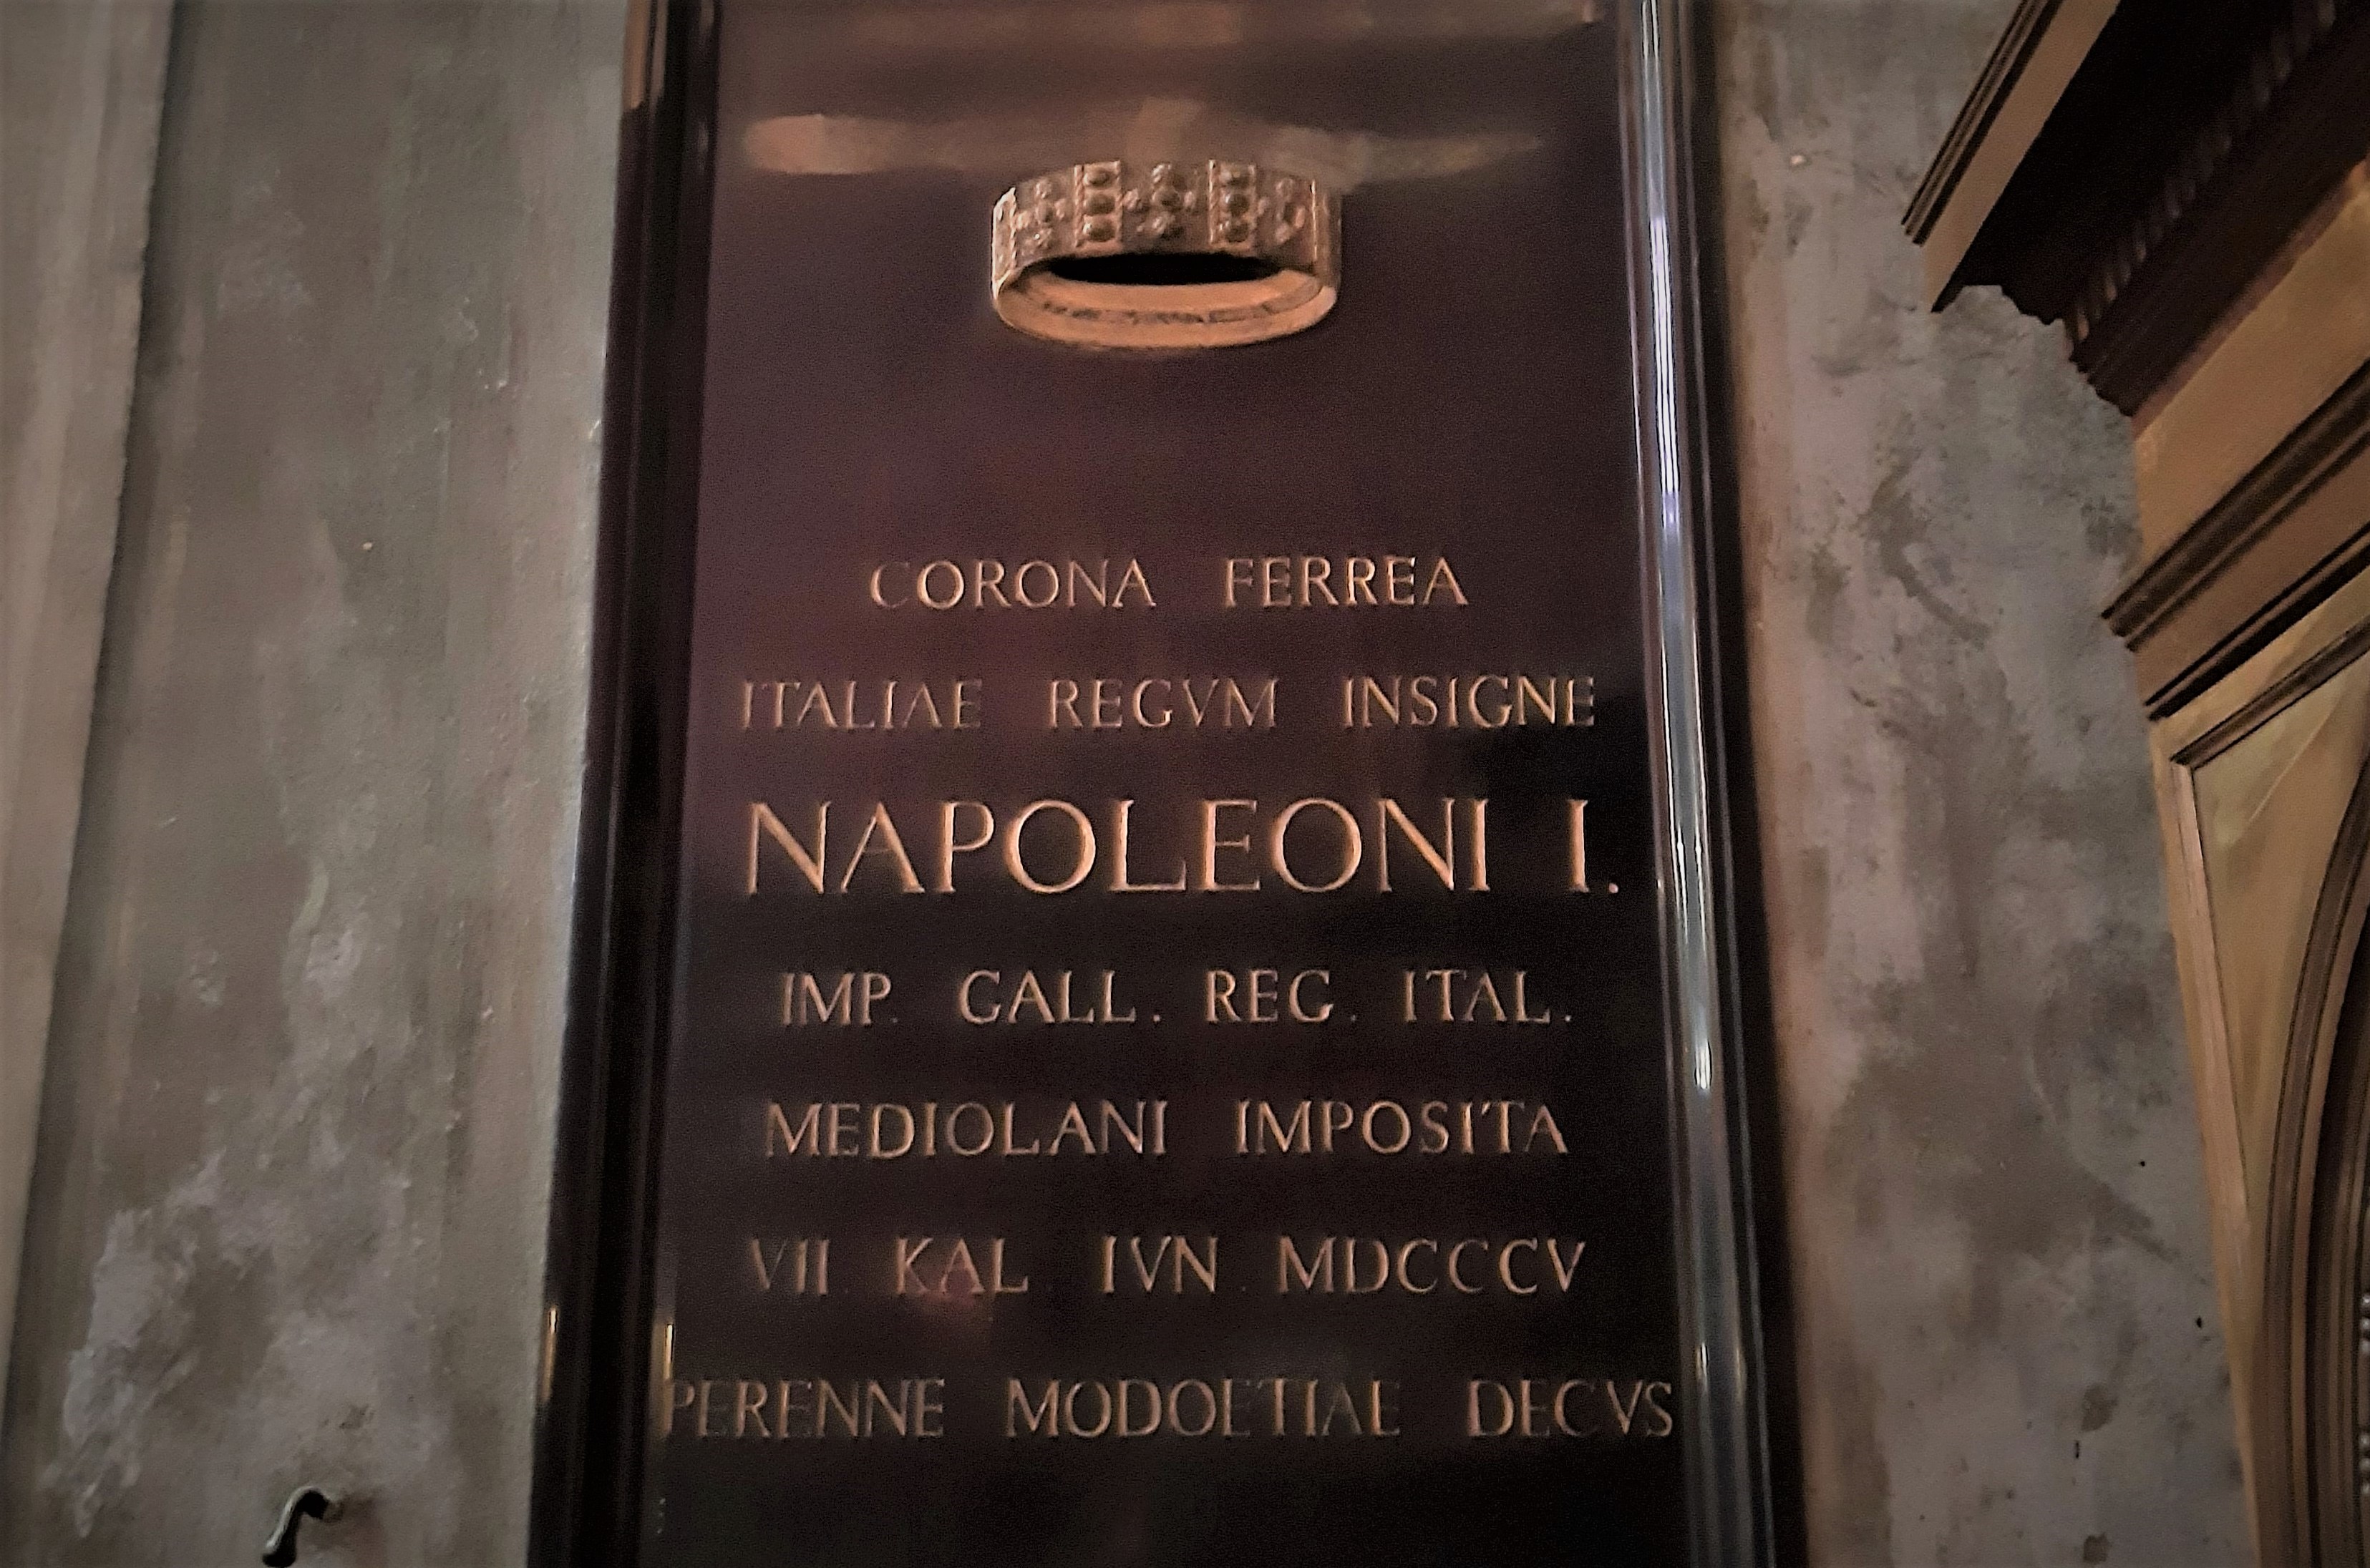 CORONA FERREA
ITALIAE REGVM INSIGNE
NAPOLEONI I.
IMP. GALL. REG. ITAL.
MEDIOLANI IMPOSITA
VII. KAL. IVN. MDCCCV
PERENNE MODOETIAE DECVS